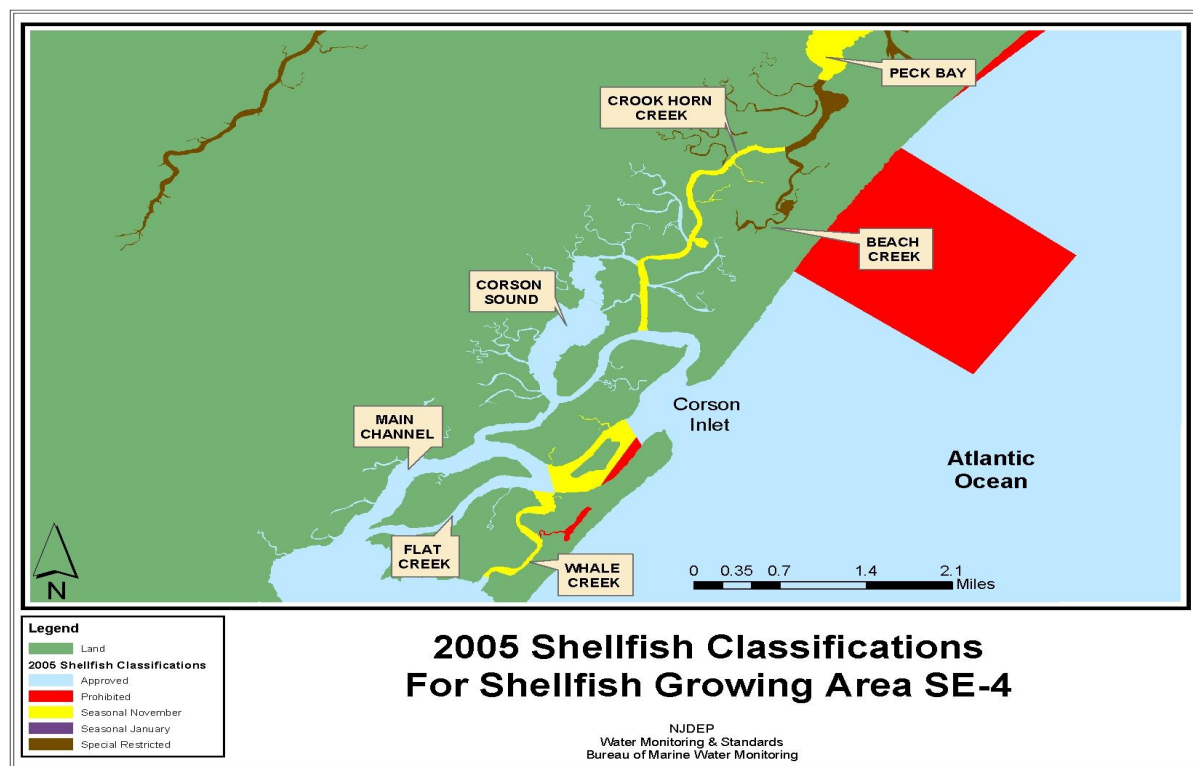 PECK BAY
CROOK HORN
CREEK
BEACH
CREEK
CORSON
SOUND
Corson
Inlet
MAIN
CHANNEL
Atlantic
Ocean
FLAT
CREEK
WHALE
CREEK
N
0 0.35 0.7 1.4 2.1
Miles
Legend
Land
2005 Shellfish Classifications
Approved
Prohibited
Seasonal November
Seasonal January
Special Restricted
2005 Shellfish Classifications
For Shellfish Growing Area SE-4
NJDEP
Water Monitoring & Standards
Bureau of Marine Water Monitoring